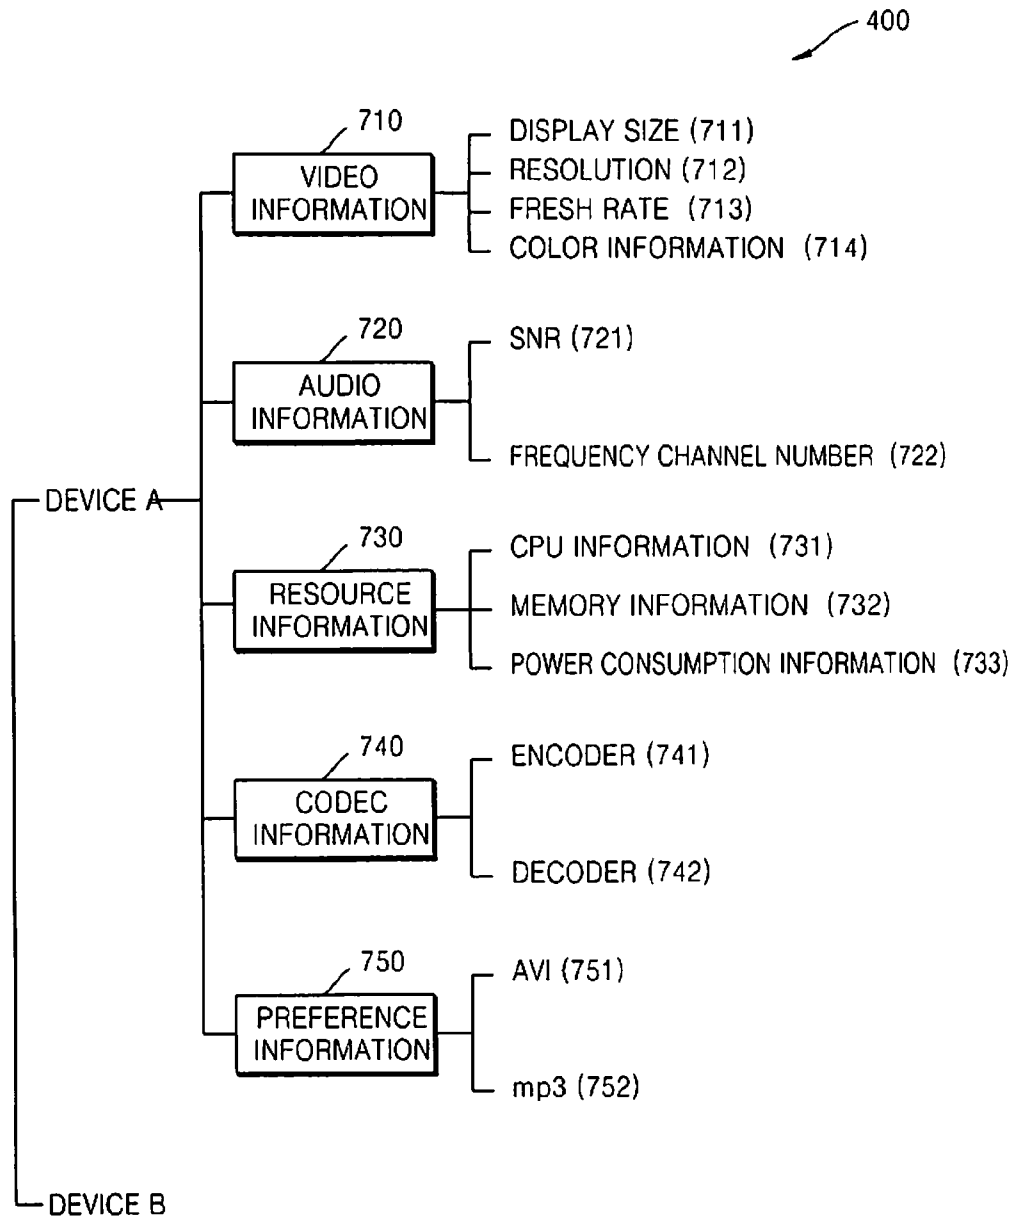 400
710
VIDEO
INFORMATION
DISPLAY SIZE (711)
RESOLUTION (712)
FRESH RATE (713)
COLOR INFORMATION (714)
720
AUDIO
INFORMATION
SNR (721)
FREQUENCY CHANNEL NUMBER (722)
DEVICE A
730
RESOURCE
INFORMATION
CPU INFORMATION (731)
MEMORY INFORMATION (732)
POWER CONSUMPTION INFORMATION (733)
740
CODEC
INFORMATION
ENCODER (741)
DECODER (742)
750
PREFERENCE
INFORMATION
AVI (751)
mp3 (752)
DEVICE B